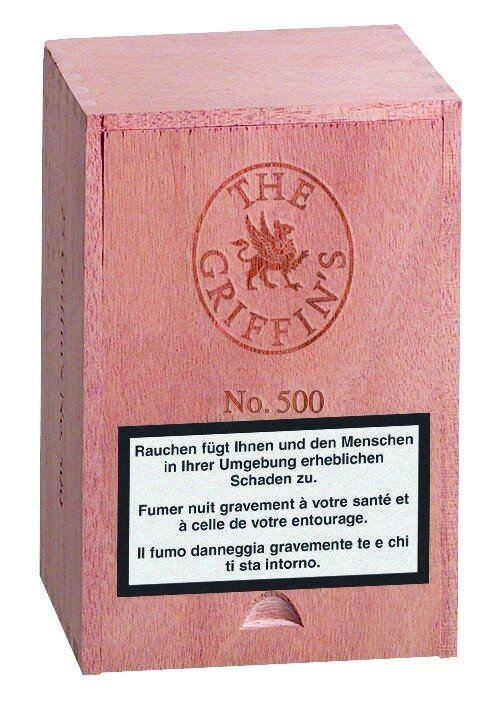 THE
GRIFFIN'S
No. 500
Rauchen fügt Ihnen und den Menschen
in Ihrer Umgebung erheblichen
Schaden zu.
Fumer nuit gravement à votre santé et
à celle de votre entourage.
Il fumo danneggia gravemente te e chi
ti sta intorno.